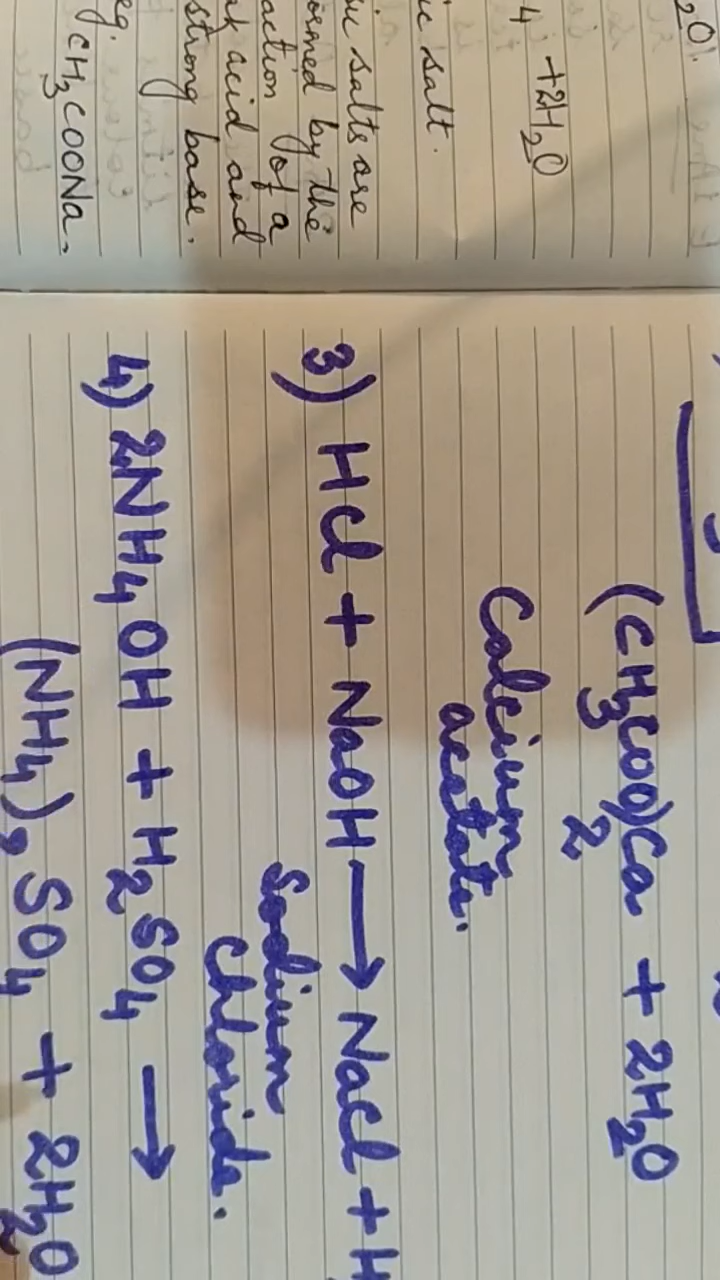 2O).
4 +2H2O
ic salt.
ic salts are
ormed by the
action of a
ak acid and
strong base.
eg.
CH3COONa.
(CH3COO)2Ca + 2H2O
Calcium
acetate.
3) HCl + NaOH → NaCl + H
Sodium
Chloride.
4) 2NH4OH + H2SO4 →
(NH4)2SO4 + 2H2O